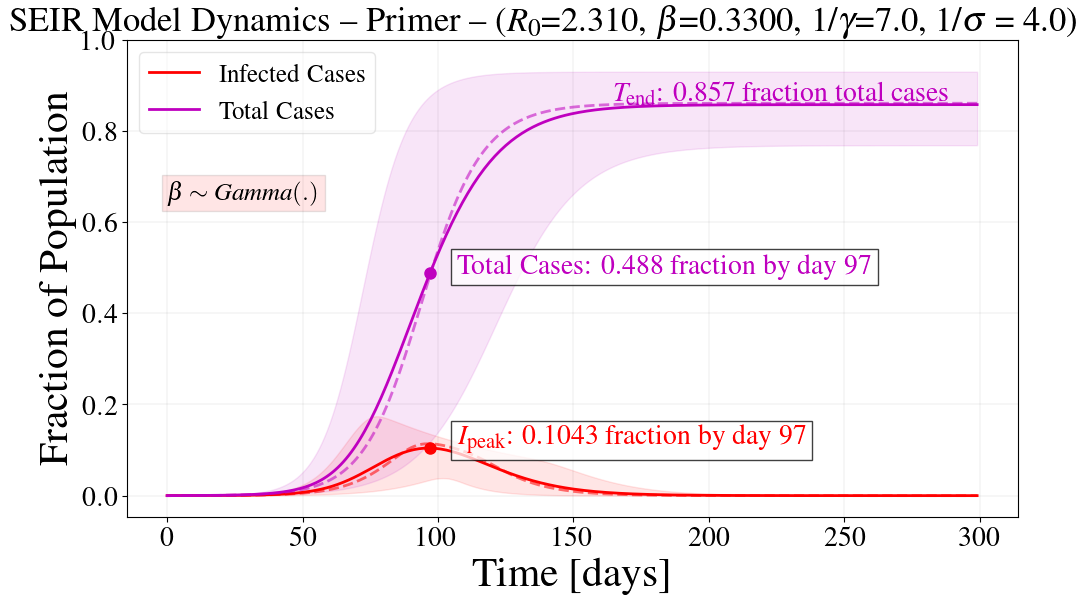 SEIR Model Dynamics – Primer – (R₀=2.310, β=0.3300, 1/γ=7.0, 1/σ = 4.0)
Fraction of Population
1.0
0.8
0.6
0.4
0.2
0.0
Infected Cases
Total Cases
β ∼ Gamma(.)
T_end: 0.857 fraction total cases
Total Cases: 0.488 fraction by day 97
I_peak: 0.1043 fraction by day 97
0 50 100 150 200 250 300
Time [days]